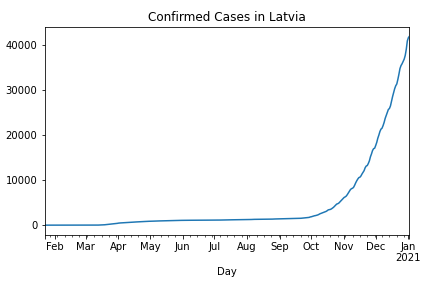 Confirmed Cases in Latvia
40000
30000
20000
10000
0
Feb Mar Apr May Jun Jul Aug Sep Oct Nov Dec Jan
2021
Day